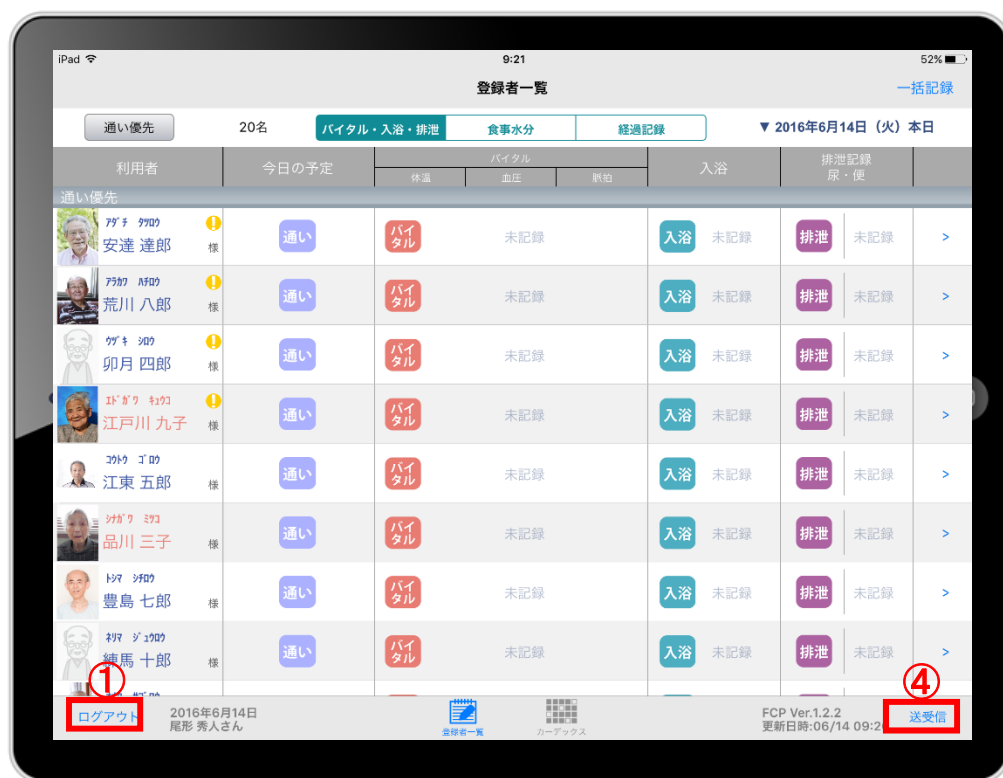 iPad 9:21 52%
登録者一覧 一括記録
通い優先 20名 バイタル・入浴・排泄 食事水分 経過記録 ▼ 2016年6月14日（火）本日
利用者 今日の予定 バイタル 入浴 排泄記録
体温 血圧 脈拍 尿・便
通い優先
ｱﾀﾞﾁ ﾀﾂﾛｳ
安達 達郎 様 通い バイタル 未記録 入浴 未記録 排泄 未記録 >
ｱﾗｶﾜ ﾊﾁﾛｳ
荒川 八郎 様 通い バイタル 未記録 入浴 未記録 排泄 未記録 >
ｳﾂﾞｷ ｼﾛｳ
卯月 四郎 様 通い バイタル 未記録 入浴 未記録 排泄 未記録 >
ｴﾄﾞｶﾞﾜ ｷｭｳｺ
江戸川 九子 様 通い バイタル 未記録 入浴 未記録 排泄 未記録 >
ｺｳﾄｳ ｺﾞﾛｳ
江東 五郎 様 通い バイタル 未記録 入浴 未記録 排泄 未記録 >
ｼﾅｶﾞﾜ ﾐﾂｺ
品川 三子 様 通い バイタル 未記録 入浴 未記録 排泄 未記録 >
ﾄｼﾏ ｼﾁﾛｳ
豊島 七郎 様 通い バイタル 未記録 入浴 未記録 排泄 未記録 >
ﾈﾘﾏ ｼﾞｭｳﾛｳ
練馬 十郎 様 通い バイタル 未記録 入浴 未記録 排泄 未記録 >
① ④
ログアウト 2016年6月14日 FCP Ver.1.2.2 送受信
尾形 秀人さん 登録者一覧 カーデックス 更新日時:06/14 09:2